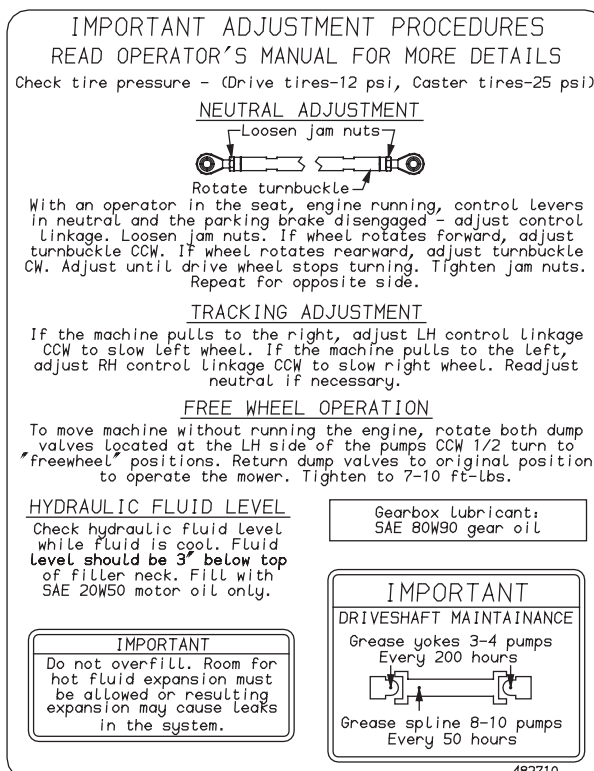 IMPORTANT ADJUSTMENT PROCEDURES
READ OPERATOR'S MANUAL FOR MORE DETAILS
Check tire pressure - (Drive tires-12 psi, Caster tires-25 psi)
NEUTRAL ADJUSTMENT
Loosen jam nuts
Rotate turnbuckle
With an operator in the seat, engine running, control levers
in neutral and the parking brake disengaged - adjust control
linkage. Loosen jam nuts. If wheel rotates forward, adjust
turnbuckle CCW. If wheel rotates rearward, adjust turnbuckle
CW. Adjust until drive wheel stops turning. Tighten jam nuts.
Repeat for opposite side.
TRACKING ADJUSTMENT
If the machine pulls to the right, adjust LH control linkage
CCW to slow left wheel. If the machine pulls to the left,
adjust RH control linkage CCW to slow right wheel. Readjust
neutral if necessary.
FREE WHEEL OPERATION
To move machine without running the engine, rotate both dump
valves located at the LH side of the pumps CCW 1/2 turn to
"freewheel" positions. Return dump valves to original position
to operate the mower. Tighten to 7-10 ft-lbs.
HYDRAULIC FLUID LEVEL
Check hydraulic fluid level
while fluid is cool. Fluid
level should be 3" below top
of filler neck. Fill with
SAE 20W50 motor oil only.
IMPORTANT
Do not overfill. Room for
hot fluid expansion must
be allowed or resulting
expansion may cause leaks
in the system.
Gearbox lubricant:
SAE 80W90 gear oil
IMPORTANT
DRIVESHAFT MAINTAINANCE
Grease yokes 3-4 pumps
Every 200 hours
Grease spline 8-10 pumps
Every 50 hours
482710